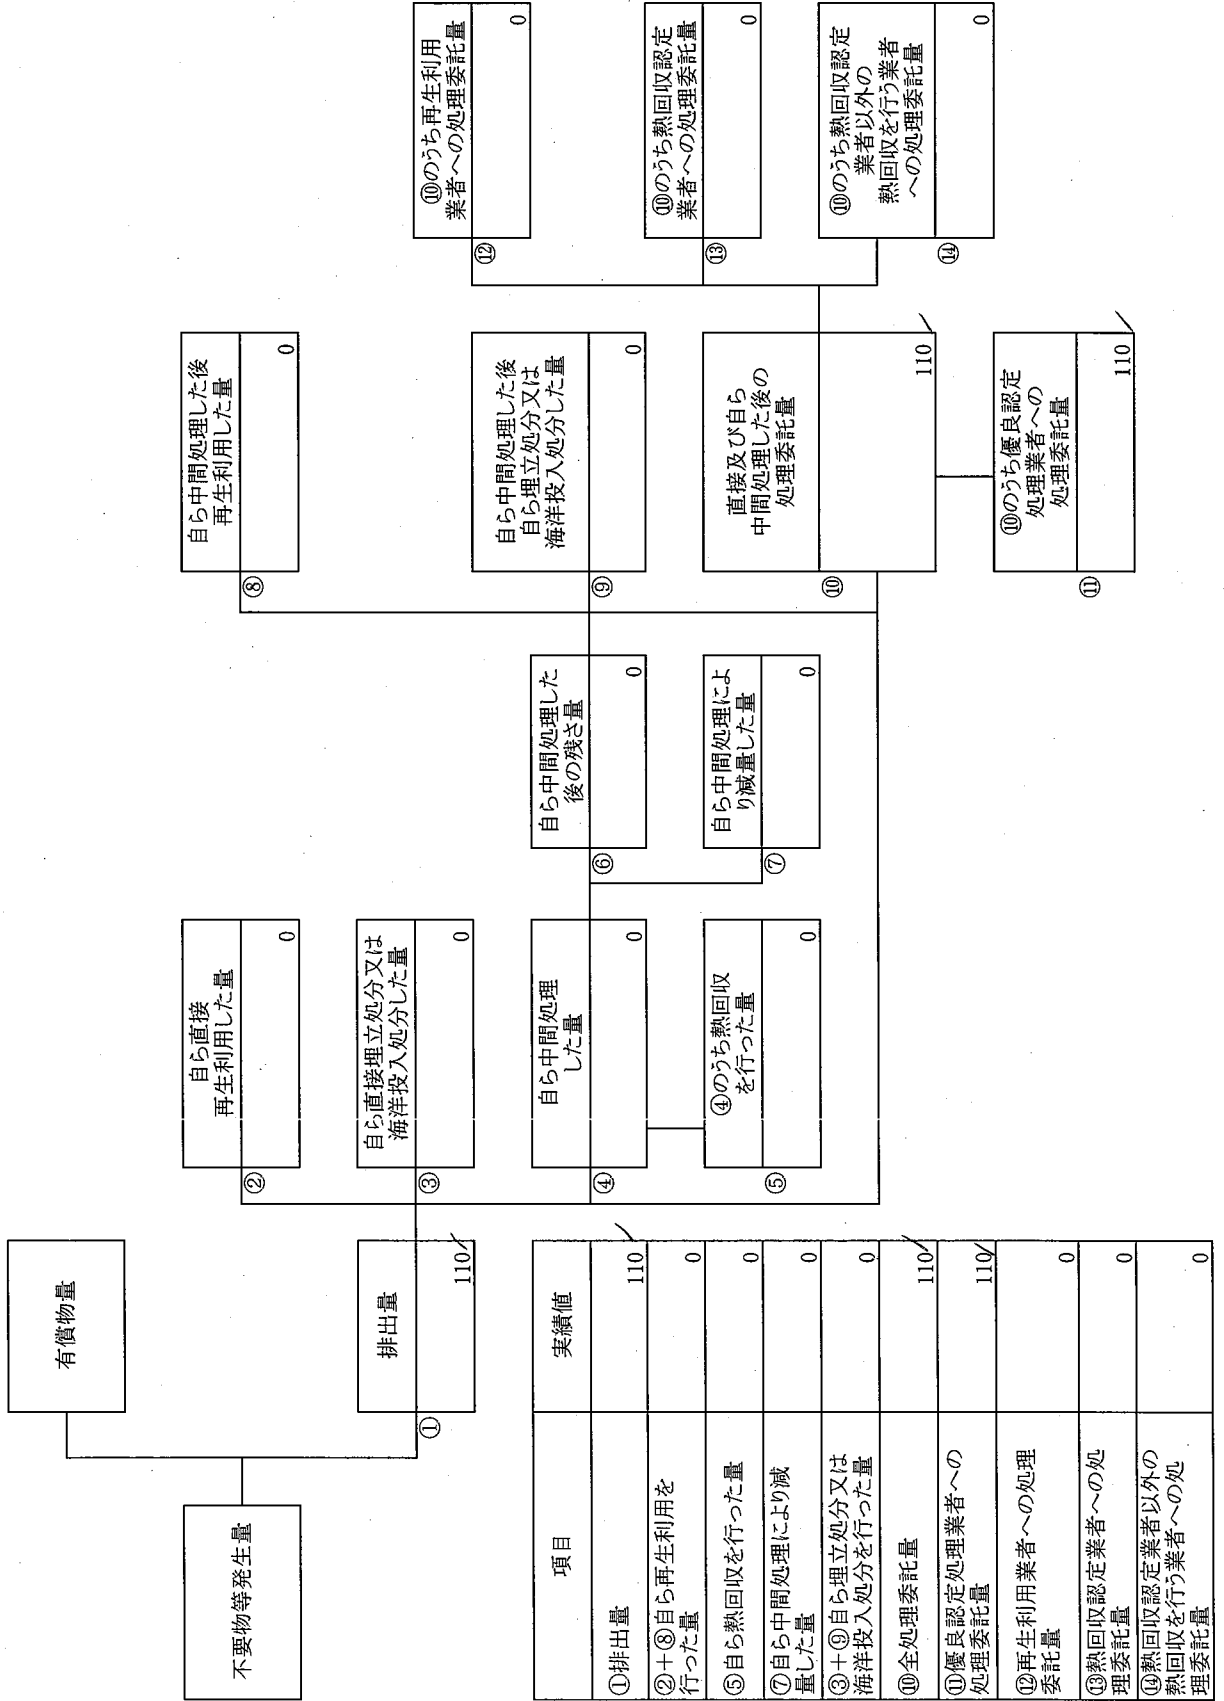 不要物等発生量
有償物量
①
排出量
110
②
自ら直接
再生利用した量
0
③
自ら直接埋立処分又は
海洋投入処分した量
0
④
自ら中間処理
した量
0
⑤
④のうち熱回収
を行った量
0
⑥
自ら中間処理した
後の残さ量
0
⑦
自ら中間処理によ
り減量した量
0
⑧
自ら中間処理した後
再生利用した量
0
⑨
自ら中間処理した後
自ら埋立処分又は
海洋投入処分した量
0
⑩
直接及び自ら
中間処理した後の
処理委託量
110
⑪
⑩のうち優良認定
処理業者への
処理委託量
110
⑫
⑩のうち再生利用
業者への処理委託量
0
⑬
⑩のうち熱回収認定
業者への処理委託量
0
⑭
⑩のうち熱回収認定
業者以外の
熱回収を行う業者
への処理委託量
0
項目 実績値
①排出量 110
②+⑧自ら再生利用を
行った量 0
⑤自ら熱回収を行った量 0
⑦自ら中間処理により減
量した量 0
③+⑨自ら埋立処分又は
海洋投入処分を行った量 0
⑩全処理委託量 110
⑪優良認定処理業者への
処理委託量 110
⑫再生利用業者への処理
委託量 0
⑬熱回収認定業者への処
理委託量 0
⑭熱回収認定業者以外の
熱回収を行う業者への処
理委託量 0